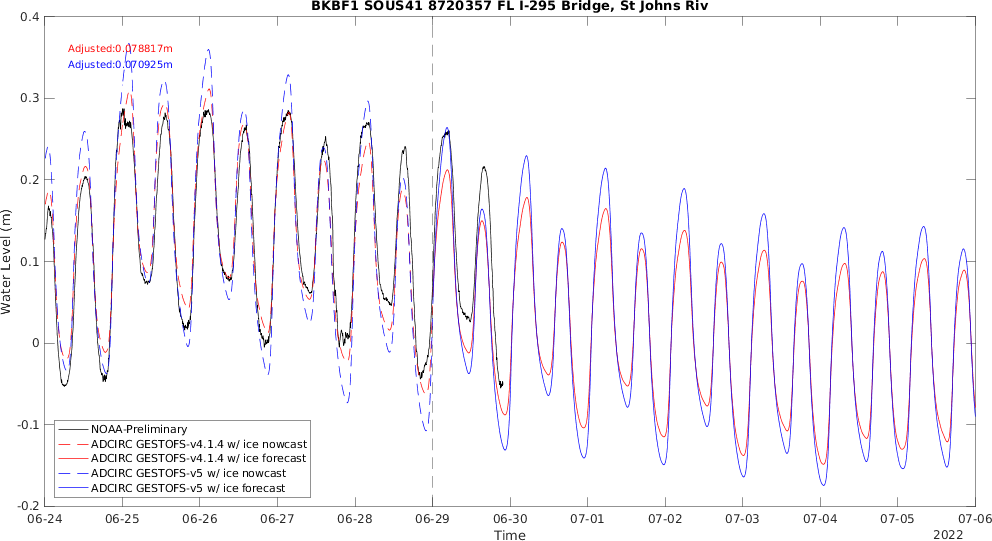 BKBF1 SOUS41 8720357 FL I-295 Bridge, St Johns Riv
Adjusted:0.078817m
Adjusted:0.070925m
0.4
0.3
0.2
0.1
0
-0.1
-0.2
Water Level (m)
NOAA-Preliminary
ADCIRC GESTOFS-v4.1.4 w/ ice nowcast
ADCIRC GESTOFS-v4.1.4 w/ ice forecast
ADCIRC GESTOFS-v5 w/ ice nowcast
ADCIRC GESTOFS-v5 w/ ice forecast
06-24 06-25 06-26 06-27 06-28 06-29 06-30 07-01 07-02 07-03 07-04 07-05 07-06
Time
2022